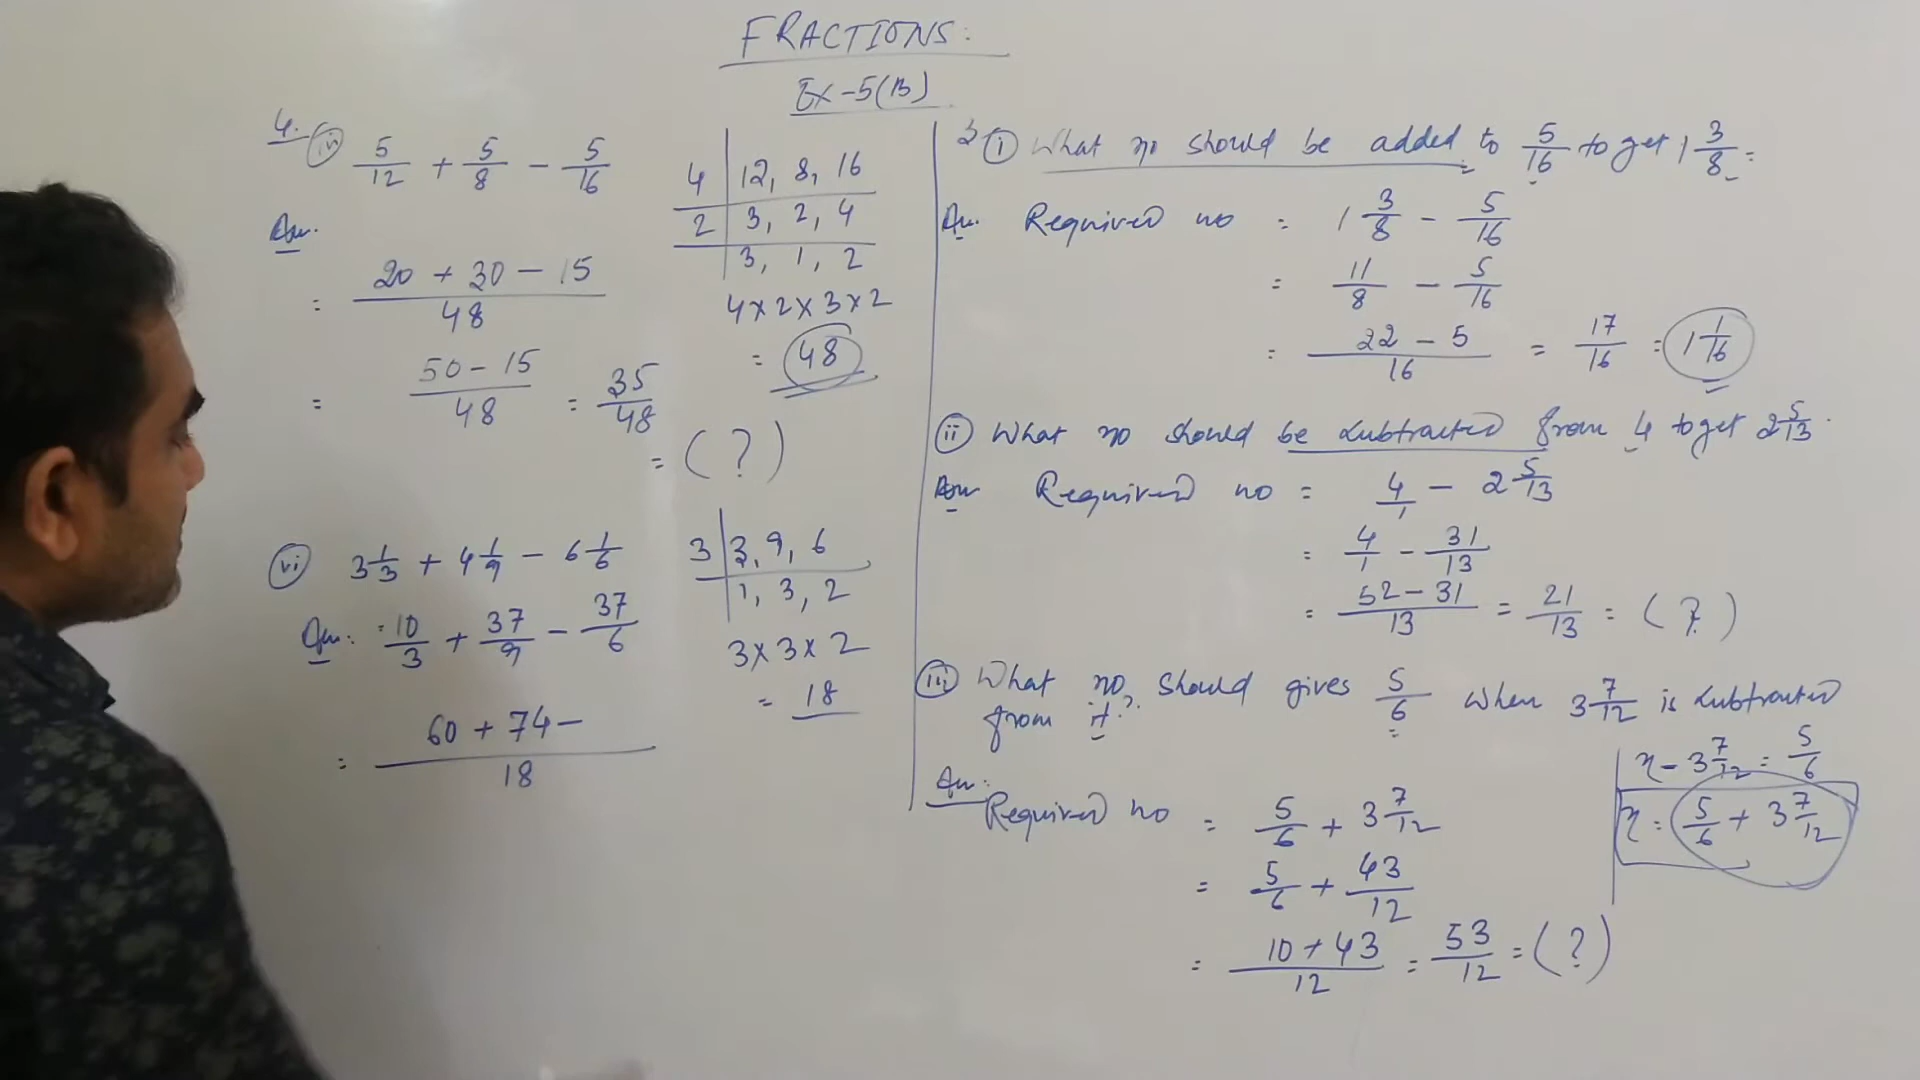 FRACTIONS:
Ex-5(B)
4. (iv) 5/12 + 5/8 - 5/16
Ans.
= (20 + 30 - 15)/48
= (50 - 15)/48 = 35/48
= (?)
4 | 12, 8, 16
2 | 3, 2, 4
3, 1, 2
4 x 2 x 3 x 2
= 48
(vi) 3 1/3 + 4 1/9 - 6 1/6
Ans: = 10/3 + 37/9 - 37/6
= (60 + 74 -)/18
3 | 3, 9, 6
1, 3, 2
3 x 3 x 2
= 18
3 (i) What no should be added to 5/16 to get 1 3/8 =
Ans. Required no = 1 3/8 - 5/16
= 11/8 - 5/16
= (22 - 5)/16 = 17/16 = 1 1/16
(ii) What no should be subtracted from 4 to get 2 5/13.
Ans Required no = 4/1 - 2 5/13
= 4/1 - 31/13
= (52 - 31)/13 = 21/13 = (?)
(iii) What no. should gives 5/6 when 3 7/12 is subtracted
from it?
Ans:
Required no = 5/6 + 3 7/12
= 5/6 + 43/12
= (10 + 43)/12 = 53/12 = (?)
x - 3 7/12 = 5/6
x = 5/6 + 3 7/12